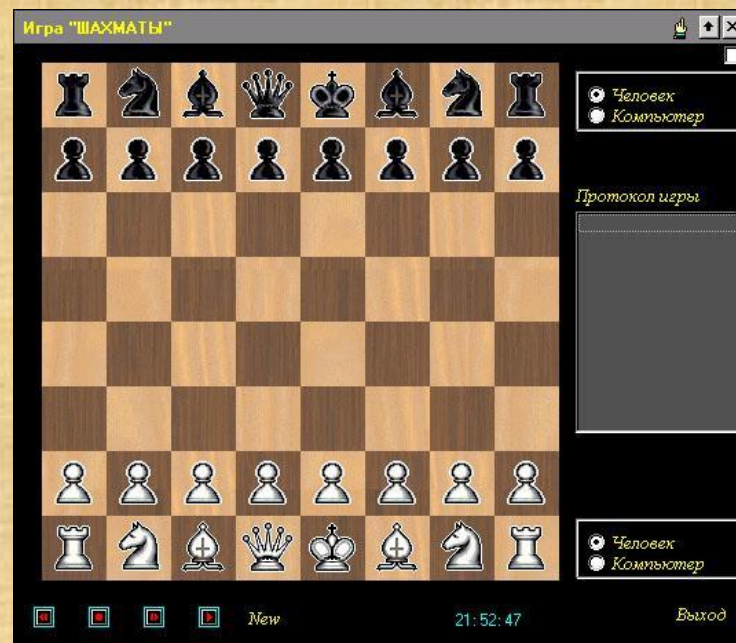 Игра "ШАХМАТЫ"
Человек
Компьютер
Протокол игры
Человек
Компьютер
New
21:52:47
Выход